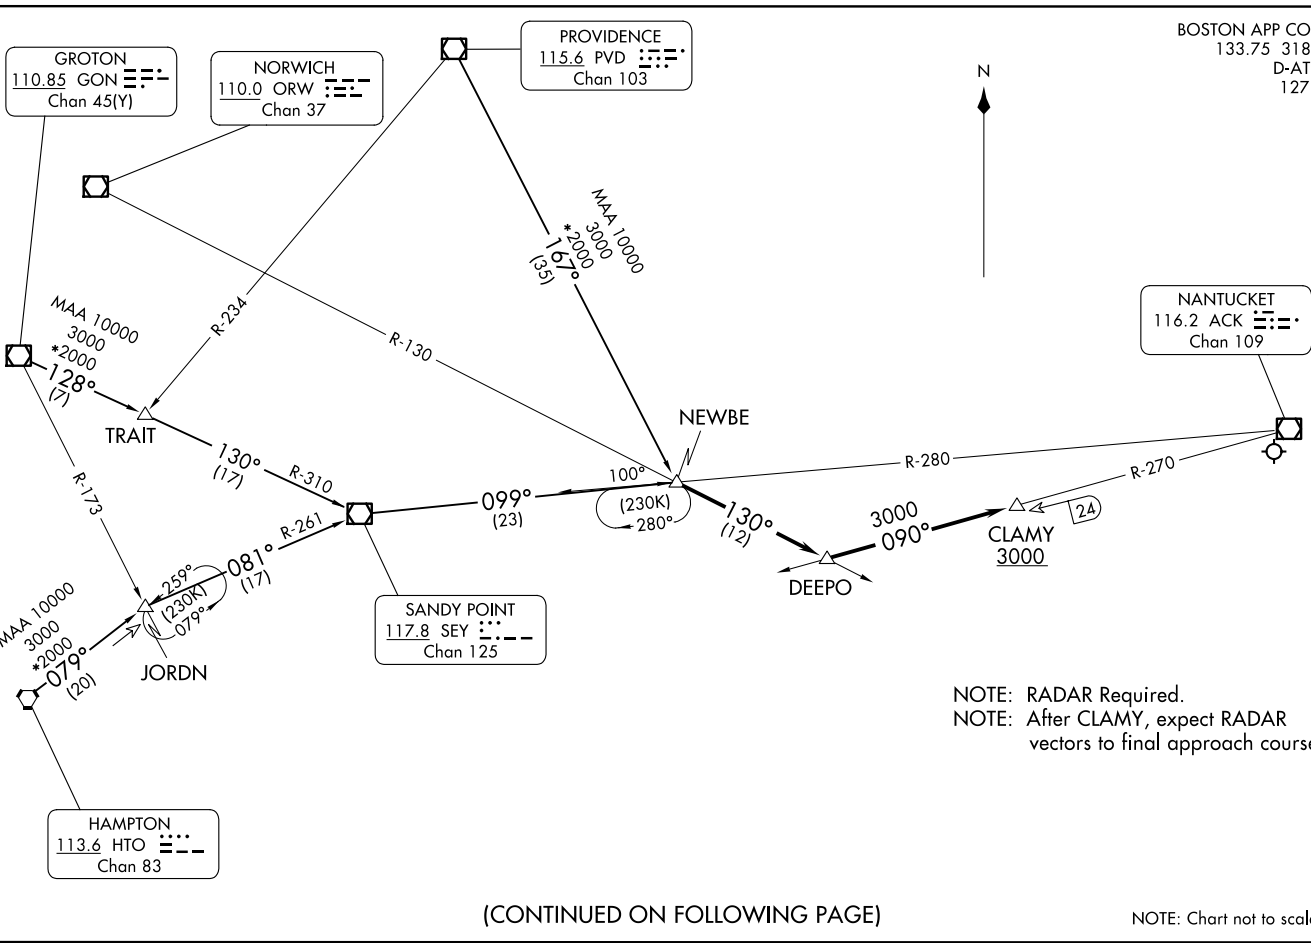 GROTON
110.85 GON
Chan 45(Y)
NORWICH
110.0 ORW
Chan 37
PROVIDENCE
115.6 PVD
Chan 103
BOSTON APP CO
133.75 318
D-AT
127
N
MAA 10000
3000
*2000
167°
(35)
NANTUCKET
116.2 ACK
Chan 109
MAA 10000
3000
*2000
128°
(7)
R-234
R-130
TRAIT
NEWBE
130°
(17)
R-310
R-173
100°
(230K)
280°
R-280
R-270
24
099°
(23)
R-261
081°
(17)
130°
(12)
3000
090°
CLAMY
3000
DEEPO
259°
(230K)
079°
MAA 10000
3000
*2000
079°
(20)
JORDN
SANDY POINT
117.8 SEY
Chan 125
NOTE: RADAR Required.
NOTE: After CLAMY, expect RADAR
vectors to final approach course
HAMPTON
113.6 HTO
Chan 83
(CONTINUED ON FOLLOWING PAGE)
NOTE: Chart not to scale